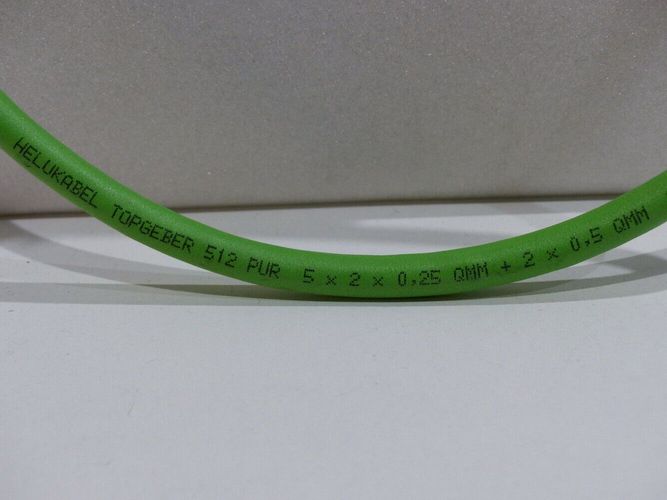 HELUKABEL TOPGEBER 512 PUR 5 x 2 x 0,25 QMM + 2 x 0,5 QMM